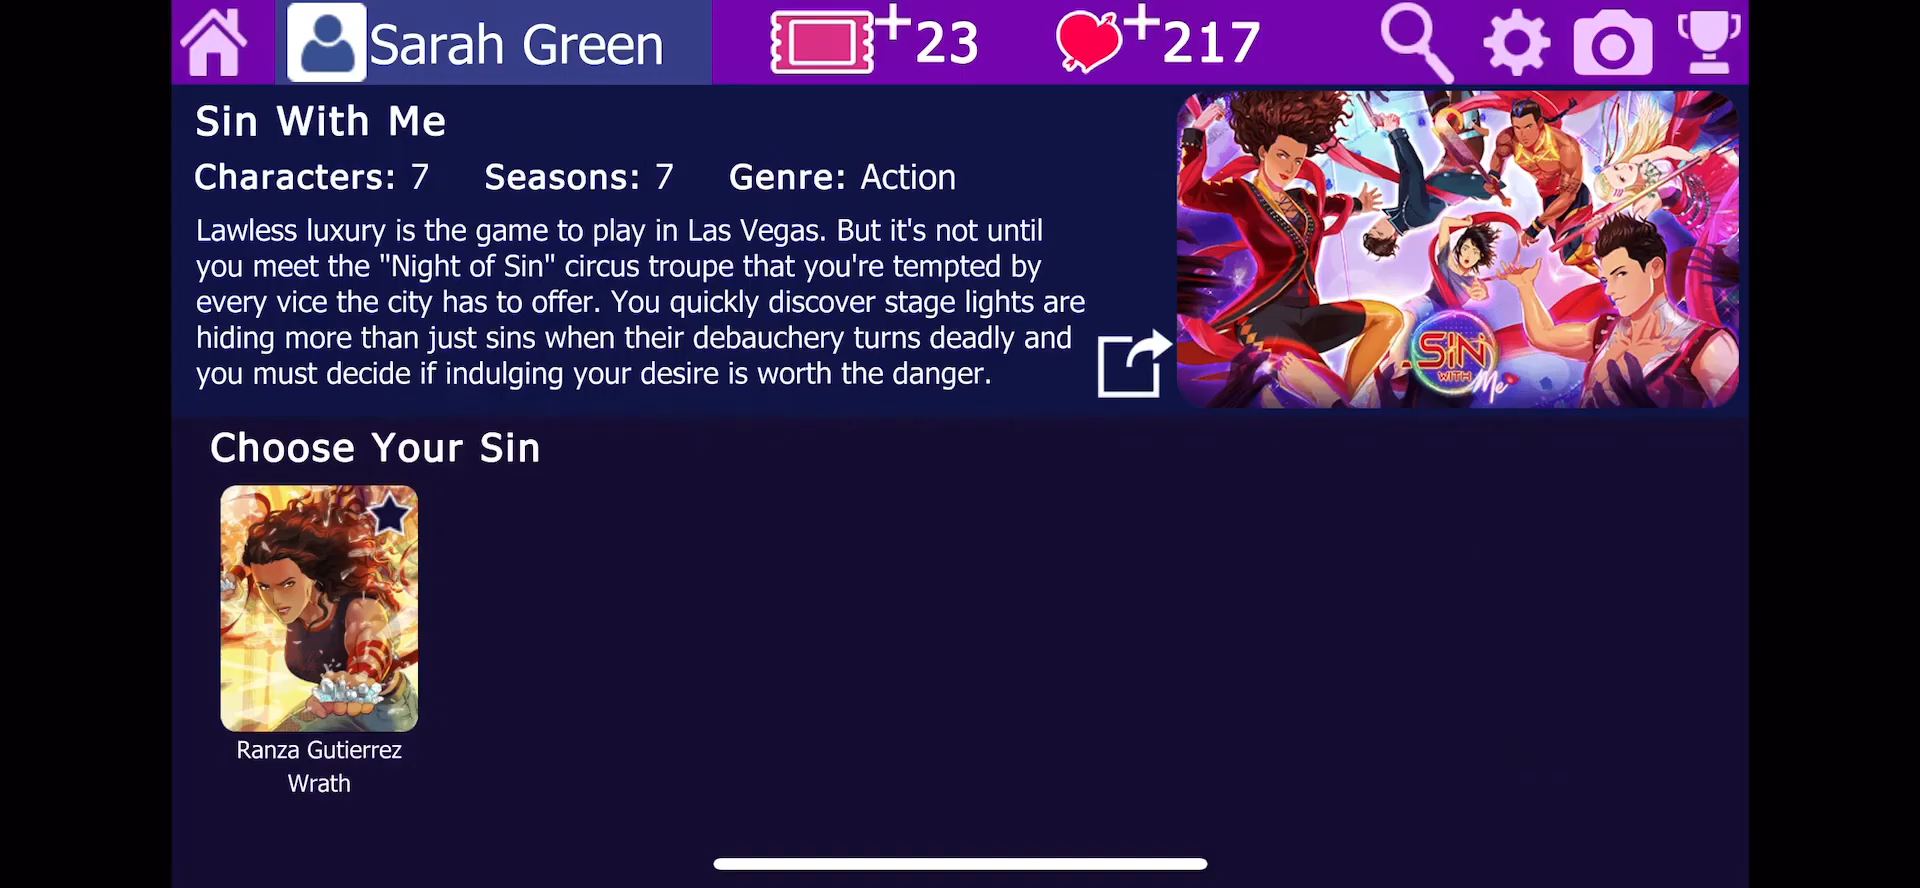 Sarah Green
+23
+217
Sin With Me
Characters: 7 Seasons: 7 Genre: Action
Lawless luxury is the game to play in Las Vegas. But it's not until
you meet the "Night of Sin" circus troupe that you're tempted by
every vice the city has to offer. You quickly discover stage lights are
hiding more than just sins when their debauchery turns deadly and
you must decide if indulging your desire is worth the danger.
SIN
WITH Me
Choose Your Sin
Ranza Gutierrez
Wrath